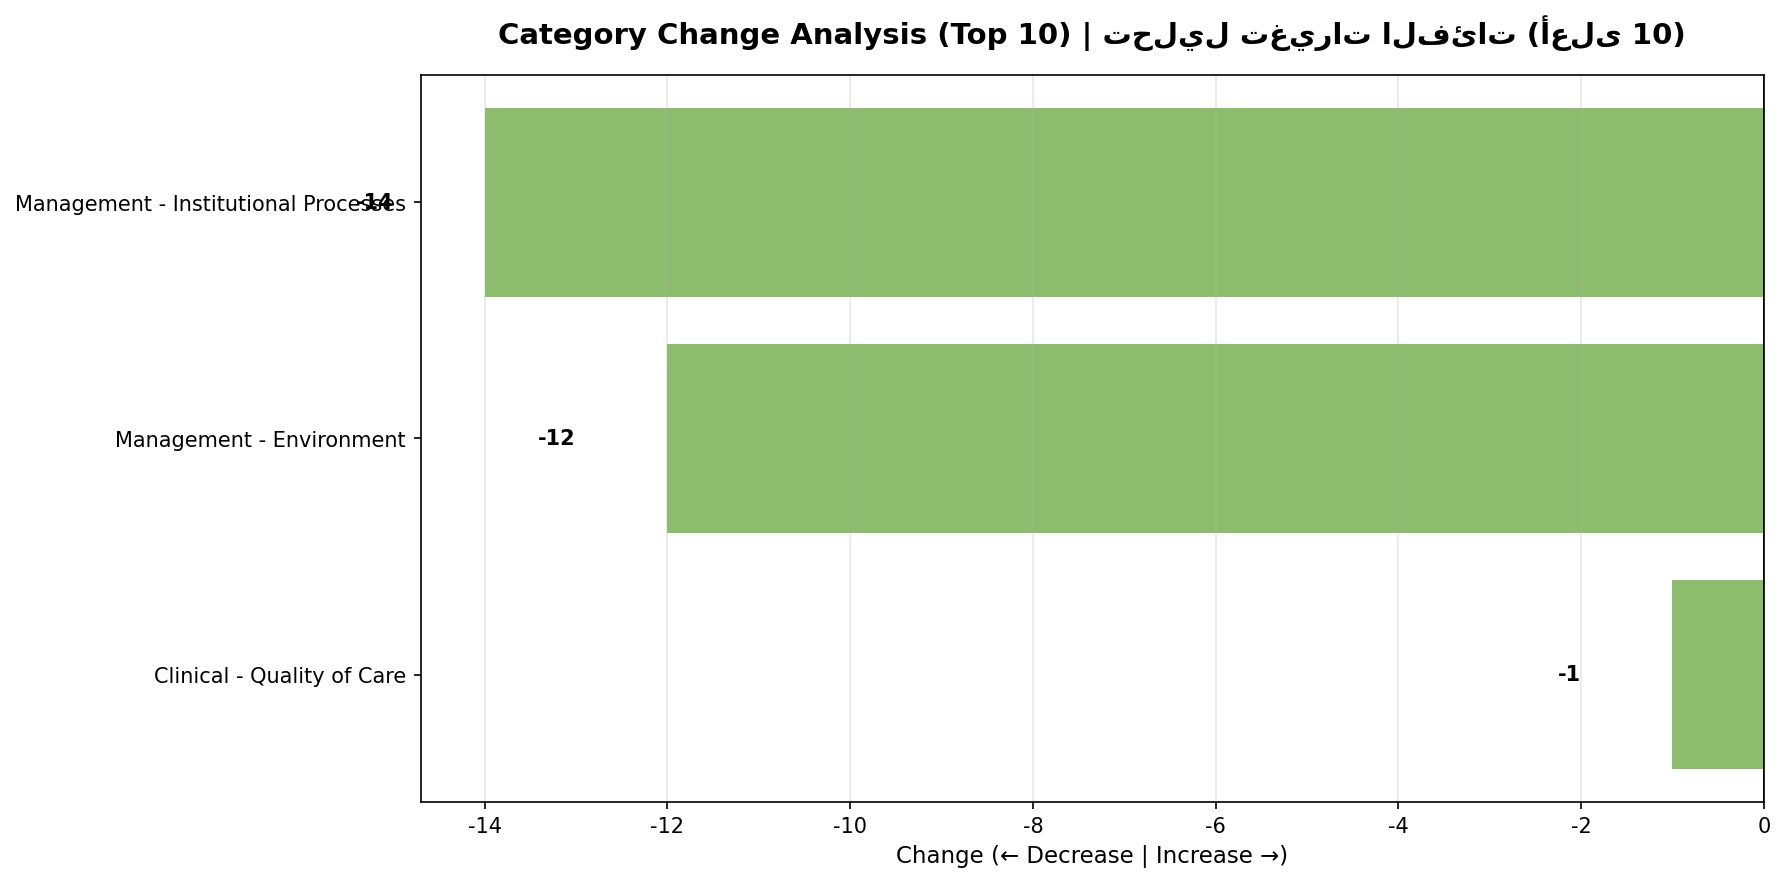 Category Change Analysis (Top 10) | تحليل تغيرات الفئات (أعلى 10)
Management - Institutional Processes
-14
Management - Environment
-12
Clinical - Quality of Care
-1
-14 -12 -10 -8 -6 -4 -2 0
Change (← Decrease | Increase →)